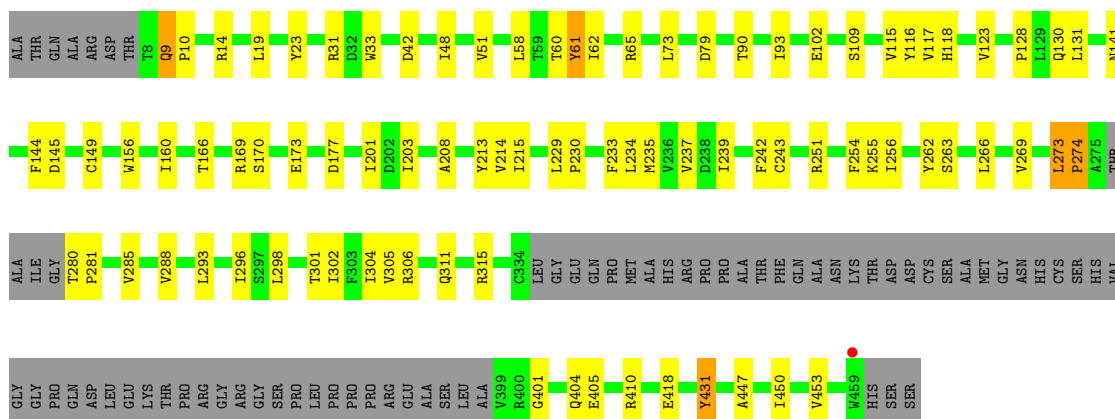 ALA THR GLN ALA ARG ASP THR T8 Q9 P10 R14 L19 Y23 R31 D32 W33 D42 I48 V51 L58 T59 T60 Y61 I62 R65 L73 D79 T90 I93 E102 S109 V115 Y116 V117 H118 V123 P128 L129 Q130 L131 N141
F144 D145 C149 W156 I160 T166 R169 S170 E173 D177 I201 D202 I203 A208 Y213 V214 I215 L229 P230 F233 L234 M235 V236 V237 D238 I239 F242 C243 R251 F254 K255 I256 Y262 S263 L266 V269 L273 P274 A275 THR
ALA ILE GLY T280 P281 V285 V288 L293 I296 S297 L298 T301 I302 F303 I304 V305 R306 Q311 R315 C334 LEU GLY GLU GLN PRO MET ALA HIS ARG PRO PRO ALA THR PHE GLN ALA ASN LYS THR ASP ASP CYS SER ALA MET GLY ASN HIS CYS SER HIS VAL
GLY GLY PRO GLN ASP LEU GLU LYS THR PRO ARG GLY ARG GLY SER PRO LEU PRO PRO PRO ARG GLU ALA SER LEU ALA V399 R400 G401 Q404 E405 R410 E418 Y431 A447 I450 V453 W459 HIS SER SER